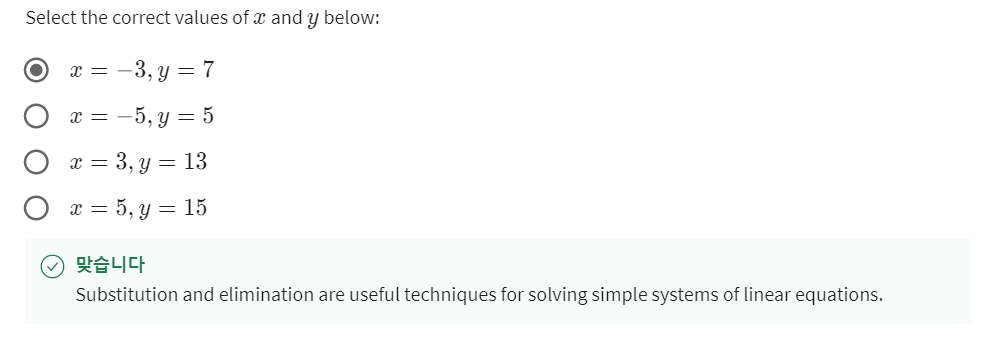 Select the correct values of x and y below:
x = −3, y = 7
x = −5, y = 5
x = 3, y = 13
x = 5, y = 15
맞습니다
Substitution and elimination are useful techniques for solving simple systems of linear equations.